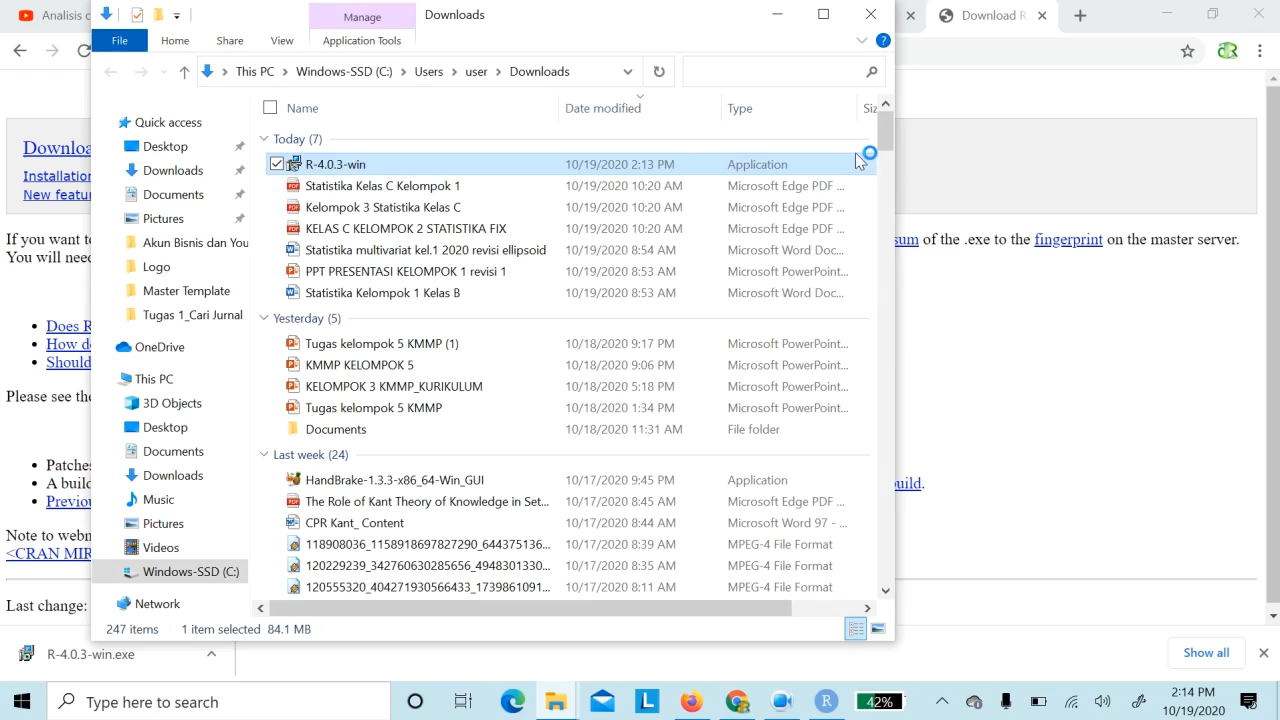 Analisis
Manage
Downloads
Download R
File
Home
Share
View
Application Tools
This PC
Windows-SSD (C:)
Users
user
Downloads
Name
Date modified
Type
Siz
Quick access
Desktop
Downloads
Documents
Pictures
Akun Bisnis dan You
Logo
Master Template
Tugas 1_Cari Jurnal
OneDrive
This PC
3D Objects
Desktop
Documents
Downloads
Music
Pictures
Videos
Windows-SSD (C:)
Network
Today (7)
R-4.0.3-win 10/19/2020 2:13 PM Application
Statistika Kelas C Kelompok 1 10/19/2020 10:20 AM Microsoft Edge PDF ...
Kelompok 3 Statistika Kelas C 10/19/2020 10:20 AM Microsoft Edge PDF ...
KELAS C KELOMPOK 2 STATISTIKA FIX 10/19/2020 10:20 AM Microsoft Edge PDF ...
Statistika multivariat kel.1 2020 revisi ellipsoid 10/19/2020 8:54 AM Microsoft Word Doc...
PPT PRESENTASI KELOMPOK 1 revisi 1 10/19/2020 8:53 AM Microsoft PowerPoint...
Statistika Kelompok 1 Kelas B 10/19/2020 8:53 AM Microsoft Word Doc...
Yesterday (5)
Tugas kelompok 5 KMMP (1) 10/18/2020 9:17 PM Microsoft PowerPoint...
KMMP KELOMPOK 5 10/18/2020 9:06 PM Microsoft PowerPoint...
KELOMPOK 3 KMMP_KURIKULUM 10/18/2020 5:18 PM Microsoft PowerPoint...
Tugas kelompok 5 KMMP 10/18/2020 1:34 PM Microsoft PowerPoint...
Documents 10/18/2020 11:31 AM File folder
Last week (24)
HandBrake-1.3.3-x86_64-Win_GUI 10/17/2020 9:45 PM Application
The Role of Kant Theory of Knowledge in Set... 10/17/2020 8:45 AM Microsoft Edge PDF ...
CPR Kant_ Content 10/17/2020 8:44 AM Microsoft Word 97 - ...
118908036_1158918697827290_644375136... 10/17/2020 8:39 AM MPEG-4 File Format
120229239_342760630285656_4948301330... 10/17/2020 8:35 AM MPEG-4 File Format
120555320_404271930566433_1739861091... 10/17/2020 8:11 AM MPEG-4 File Format
247 items 1 item selected 84.1 MB
Downloa
Installation
New featu
If you want to
sum of the .exe to the fingerprint on the master server.
You will nee
Does R
How do
Should
Please see the
Patches
A build
uild.
Previou
Note to webm
<CRAN MIR
Last change:
R-4.0.3-win.exe
Show all
Type here to search
42%
2:14 PM
10/19/2020